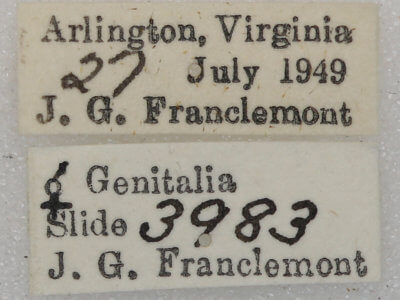 Arlington, Virginia
27 July 1949
J. G. Franclemont
♀ Genitalia
Slide 3983
J. G. Franclemont